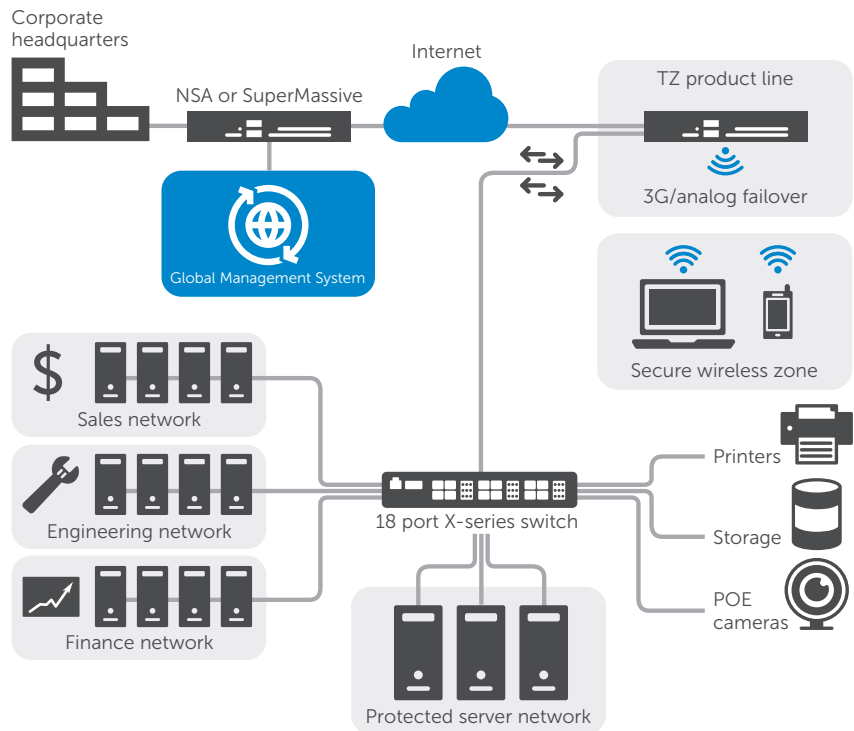 Corporate
headquarters
NSA or SuperMassive
Internet
TZ product line
3G/analog failover
Global Management System
Secure wireless zone
$
Sales network
Engineering network
Finance network
18 port X-series switch
Printers
Storage
POE
cameras
Protected server network